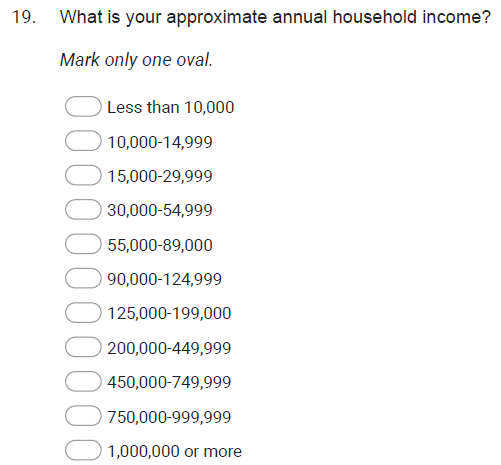 19. What is your approximate annual household income?
Mark only one oval.
Less than 10,000
10,000-14,999
15,000-29,999
30,000-54,999
55,000-89,000
90,000-124,999
125,000-199,000
200,000-449,999
450,000-749,999
750,000-999,999
1,000,000 or more